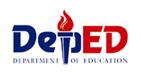 DepED
DEPARTMENT OF EDUCATION